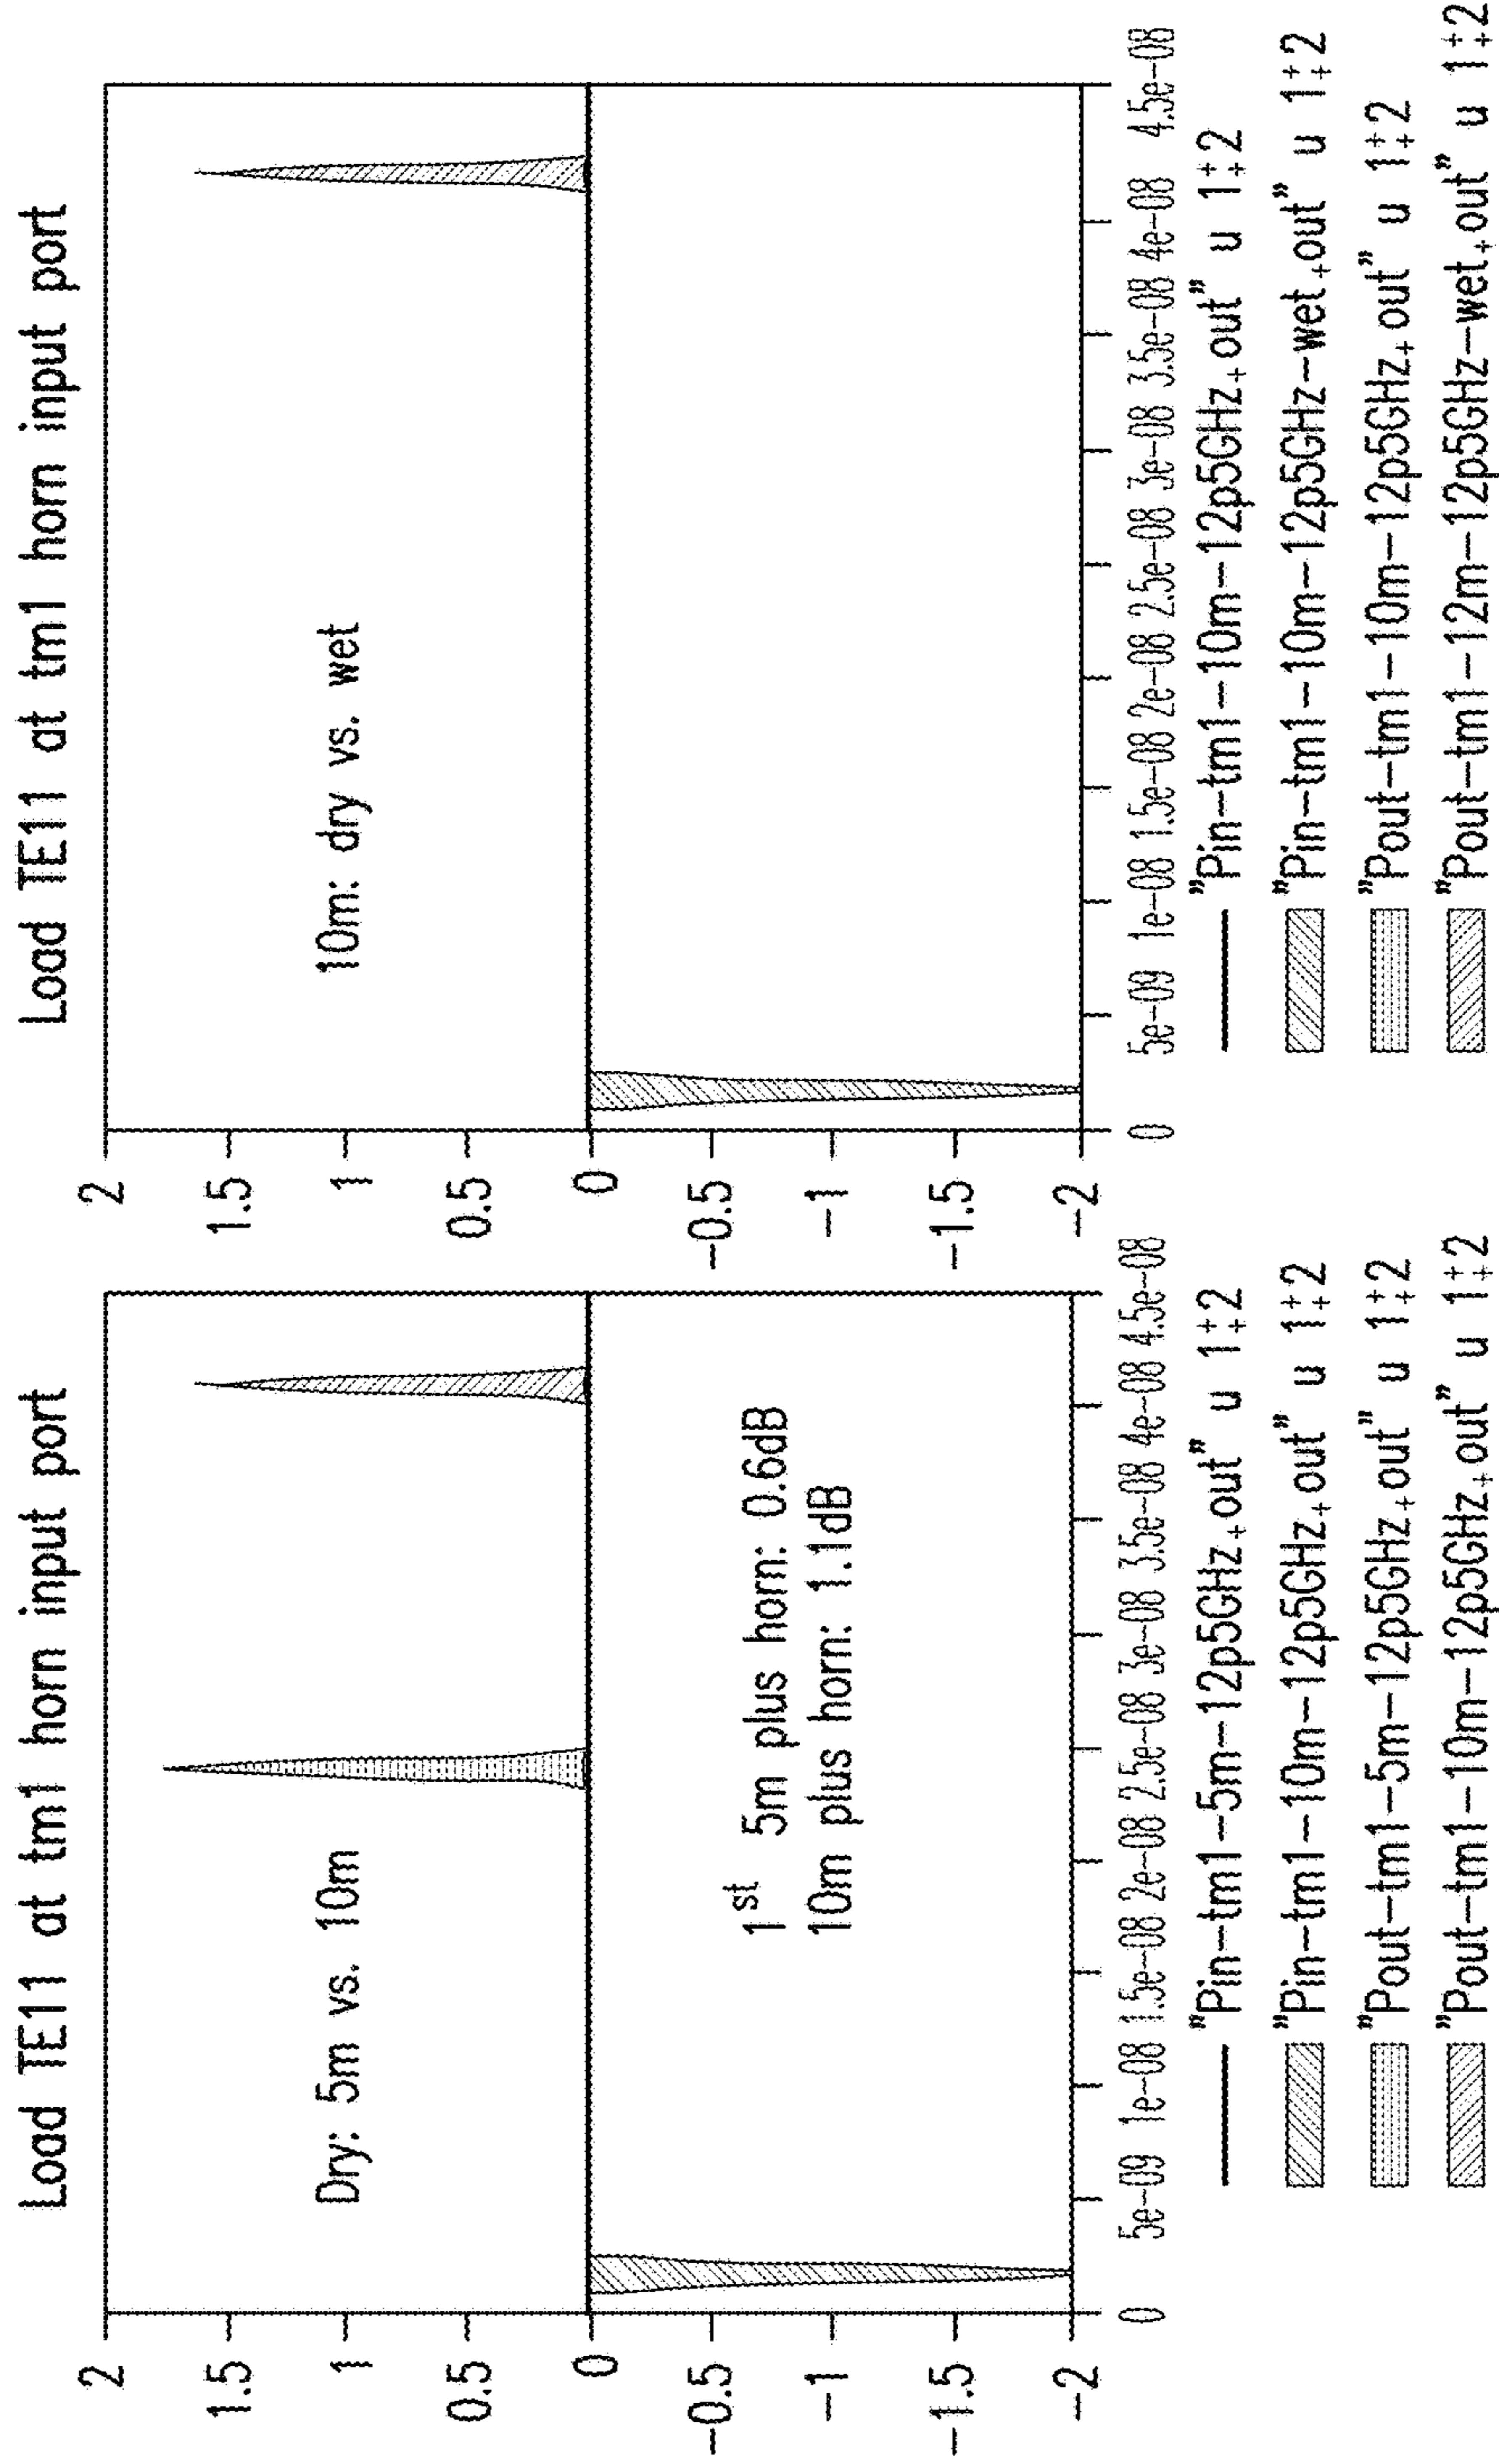 Load TE11 at tm1 horn input port
2
1.5
1
0.5
0
-0.5
-1
-1.5
-2
Dry: 5m vs. 10m
1st 5m plus horn: 0.6dB
10m plus horn: 1.1dB
0 5e-09 1e-08 1.5e-08 2e-08 2.5e-08 3e-08 3.5e-08 4e-08 4.5e-08
"Pin-tm1-5m-12p5GHz.out" u 1:2
"Pin-tm1-10m-12p5GHz.out" u 1:2
"Pout-tm1-5m-12p5GHz.out" u 1:2
"Pout-tm1-10m-12p5GHz.out" u 1:2
Load TE11 at tm1 horn input port
2
1.5
1
0.5
0
-0.5
-1
-1.5
-2
10m: dry vs. wet
0 5e-09 1e-08 1.5e-08 2e-08 2.5e-08 3e-08 3.5e-08 4e-08 4.5e-08
"Pin-tm1-10m-12p5GHz.out" u 1:2
"Pin-tm1-10m-12p5GHz-wet.out" u 1:2
"Pout-tm1-10m-12p5GHz.out" u 1:2
"Pout-tm1-12m-12p5GHz-wet.out" u 1:2